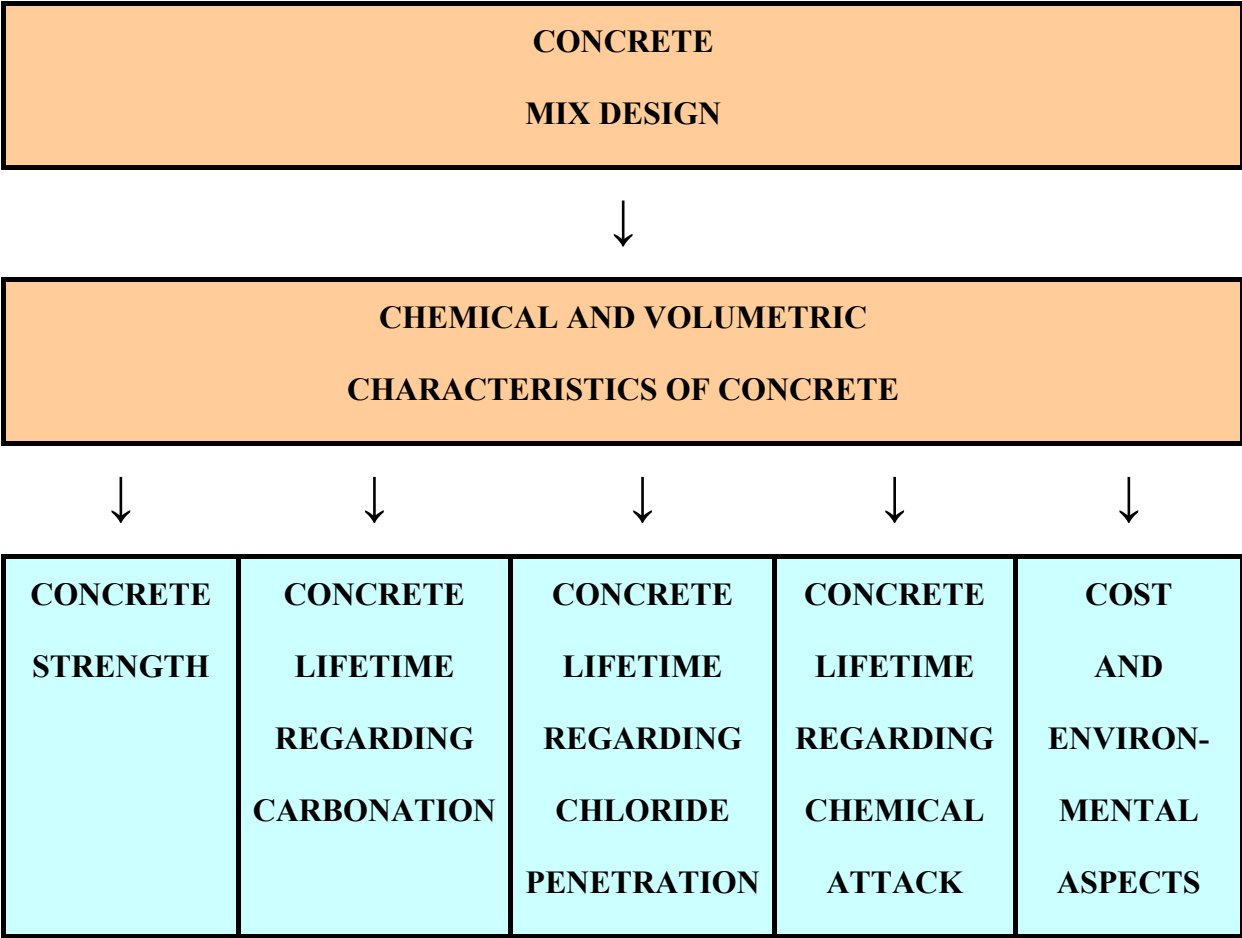 CONCRETE
MIX DESIGN
↓
CHEMICAL AND VOLUMETRIC
CHARACTERISTICS OF CONCRETE
↓ ↓ ↓ ↓ ↓
CONCRETE
STRENGTH
CONCRETE
LIFETIME
REGARDING
CARBONATION
CONCRETE
LIFETIME
REGARDING
CHLORIDE
PENETRATION
CONCRETE
LIFETIME
REGARDING
CHEMICAL
ATTACK
COST
AND
ENVIRON-
MENTAL
ASPECTS